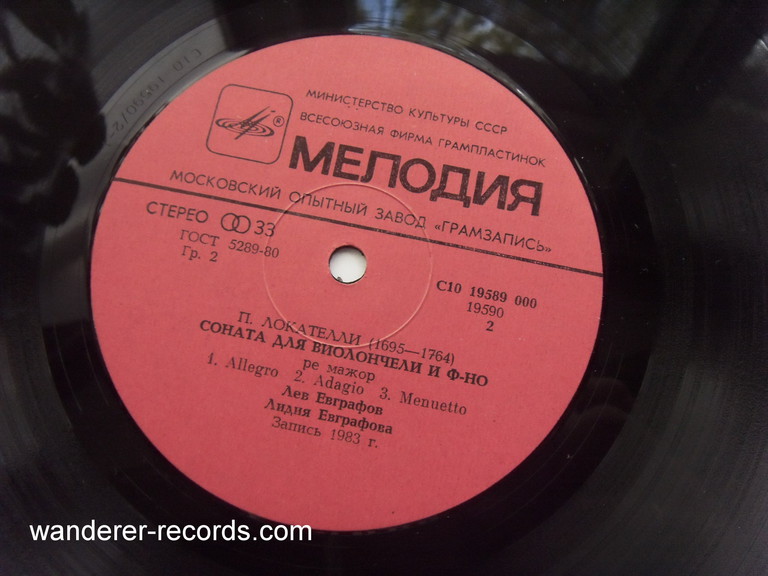 МИНИСТЕРСТВО КУЛЬТУРЫ СССР
ВСЕСОЮЗНАЯ ФИРМА ГРАМПЛАСТИНОК
®
МЕЛОДИЯ
МОСКОВСКИЙ ОПЫТНЫЙ ЗАВОД «ГРАМЗАПИСЬ»
СТЕРЕО 33
ГОСТ 5289-80
Гр. 2
С10 19589 000
19590
2
П. ЛОКАТЕЛЛИ (1695—1764)
СОНАТА ДЛЯ ВИОЛОНЧЕЛИ И Ф-НО
ре мажор
1. Allegro 2. Adagio 3. Menuetto
Лев Евграфов
Лидия Евграфова
Запись 1983 г.
wanderer-records.com